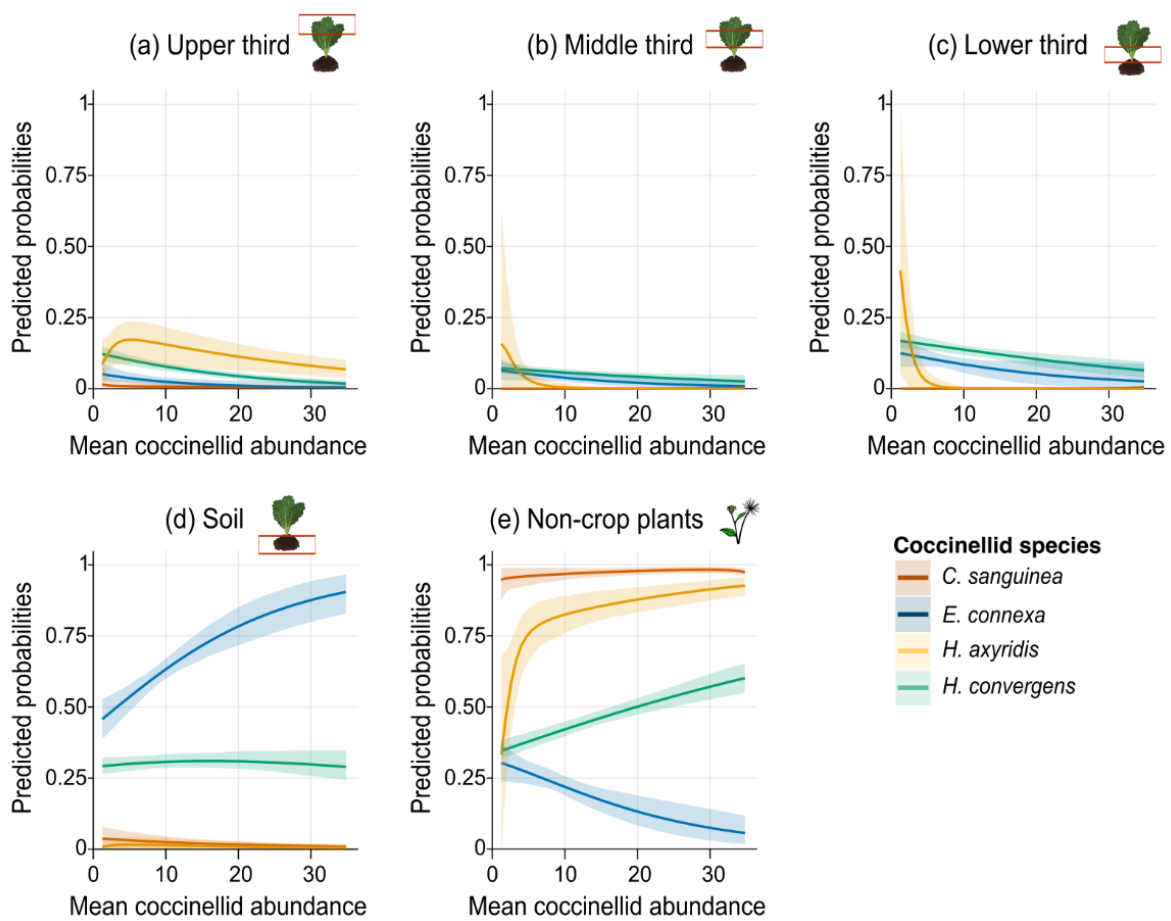 (a) Upper third
(b) Middle third
(c) Lower third
Predicted probabilities
1
0.75
0.50
0.25
0
0
10
20
30
Mean coccinellid abundance
Predicted probabilities
1
0.75
0.50
0.25
0
0
10
20
30
Mean coccinellid abundance
Predicted probabilities
1
0.75
0.50
0.25
0
0
10
20
30
Mean coccinellid abundance
(d) Soil
(e) Non-crop plants
Predicted probabilities
1
0.75
0.50
0.25
0
0
10
20
30
Mean coccinellid abundance
Predicted probabilities
1
0.75
0.50
0.25
0
0
10
20
30
Mean coccinellid abundance
Coccinellid species
C. sanguinea
E. connexa
H. axyridis
H. convergens